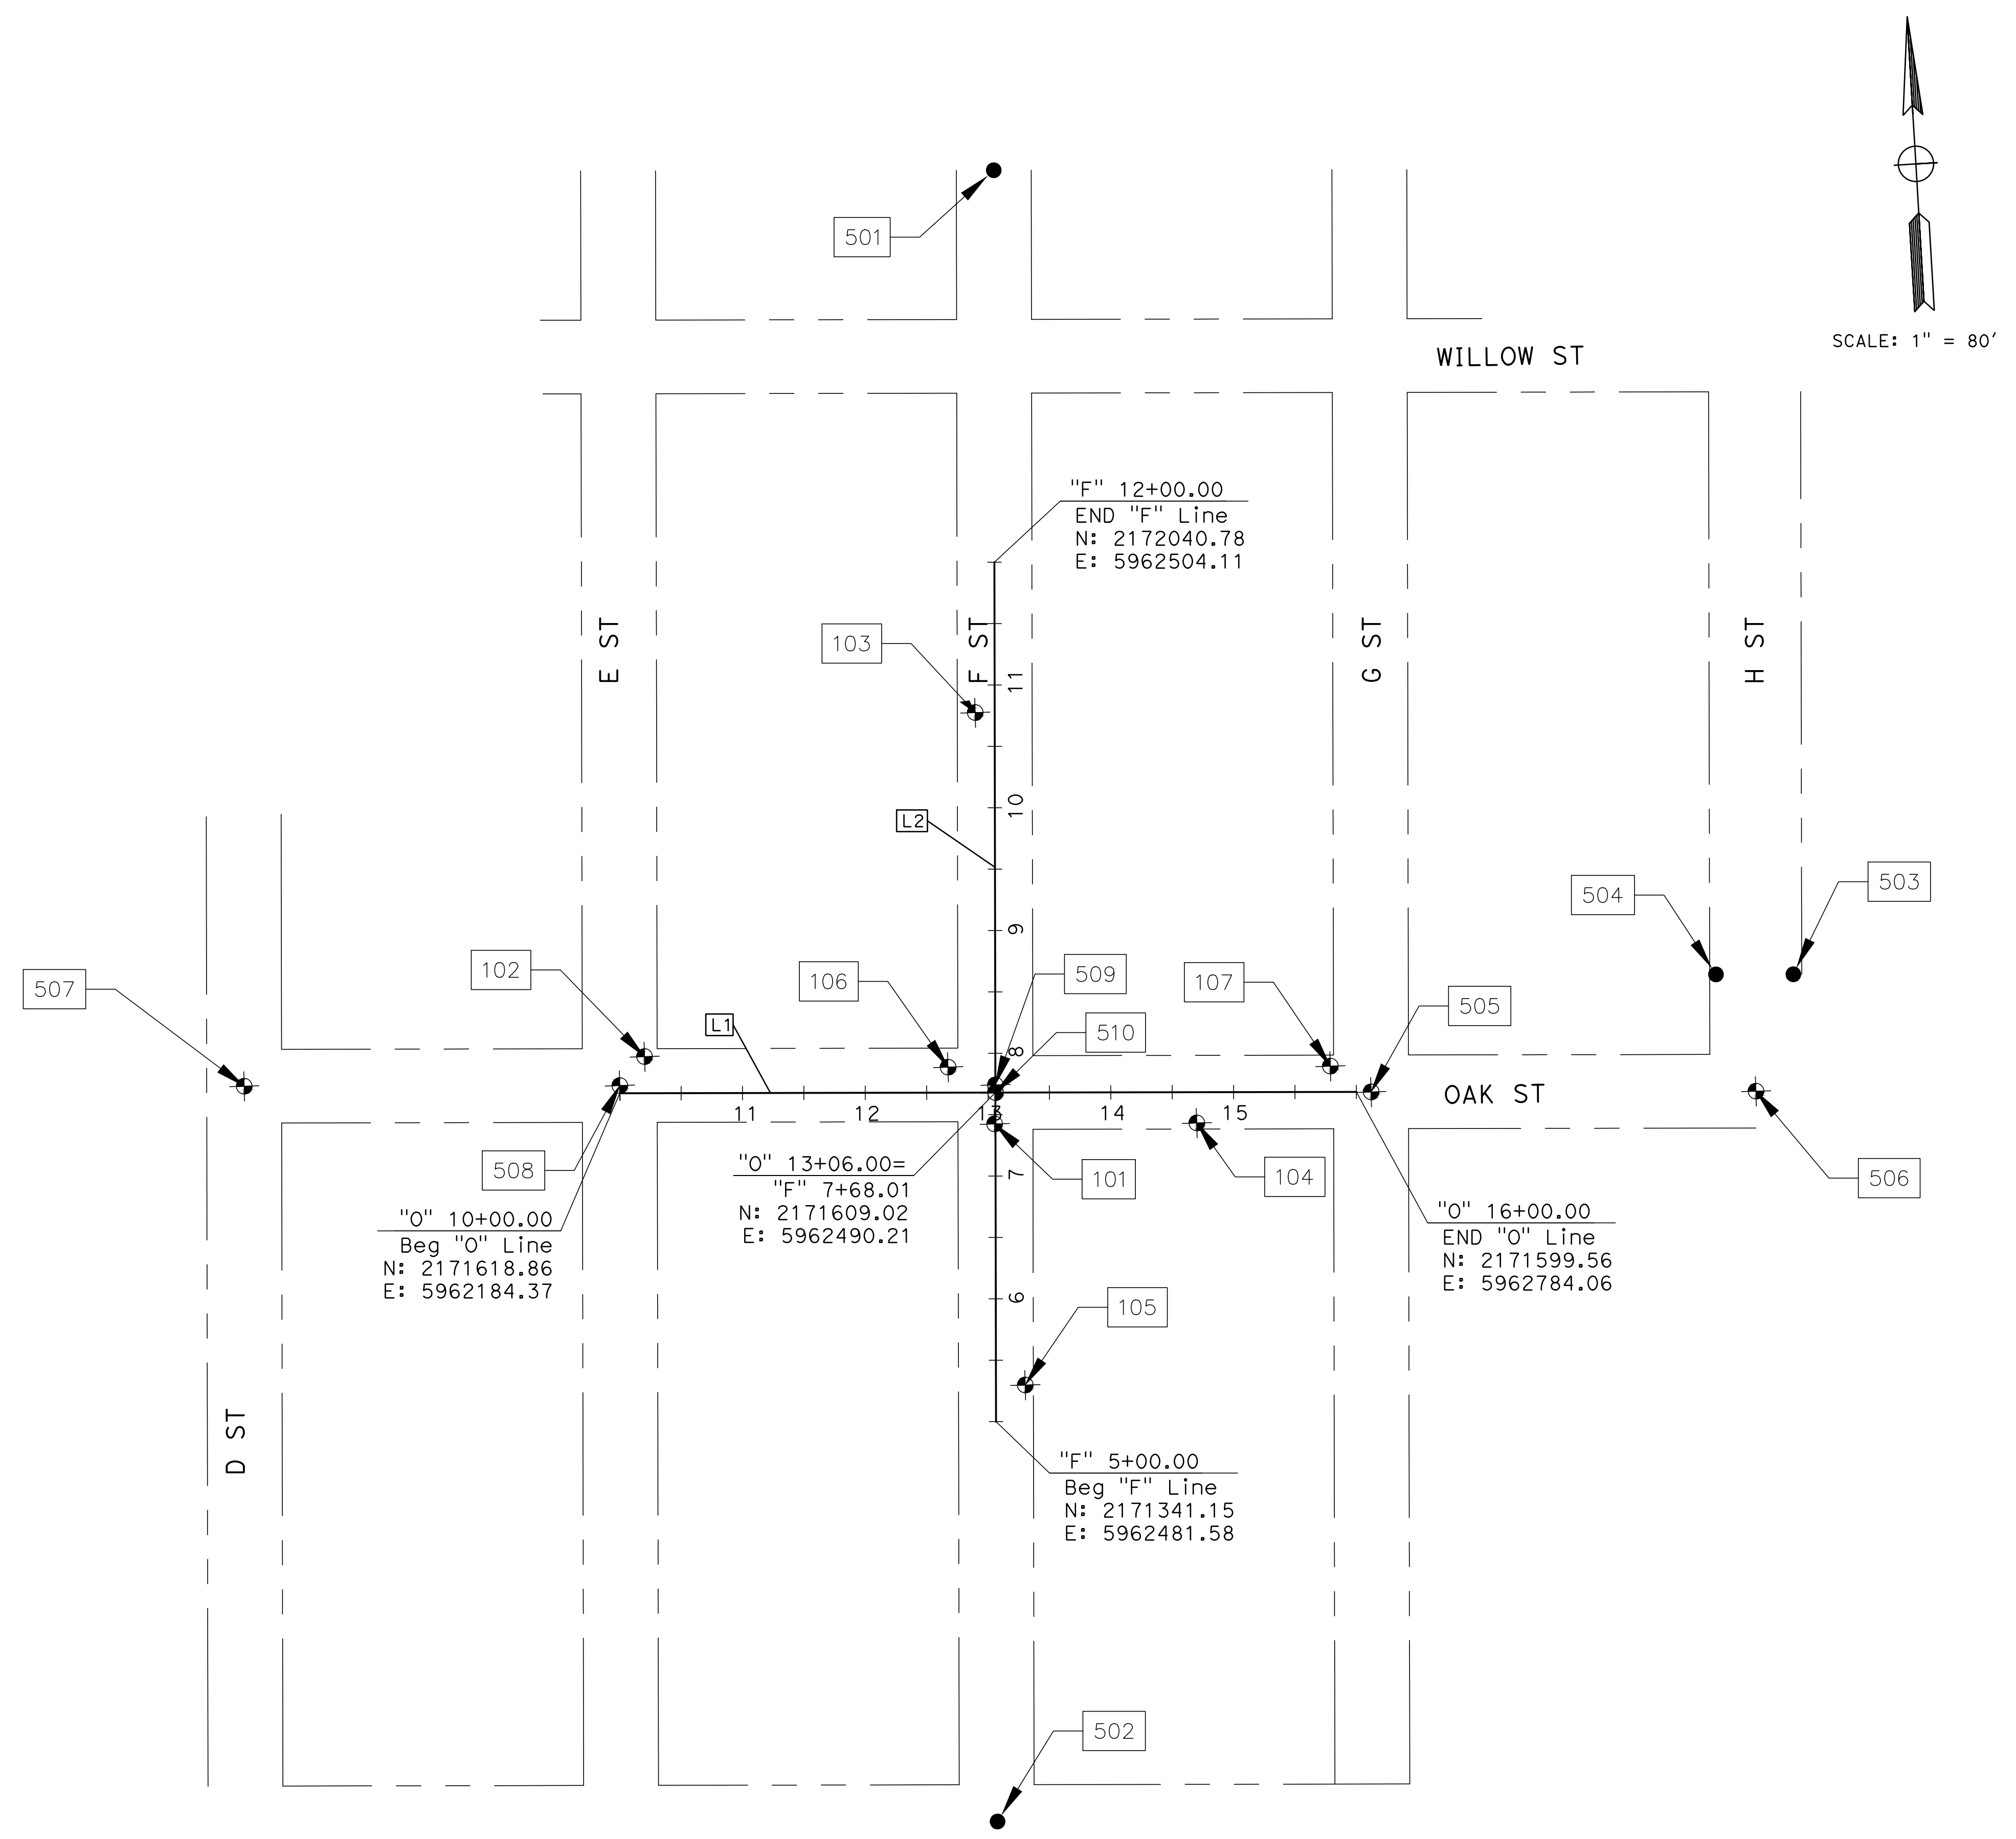 501
SCALE: 1" = 80'
WILLOW ST
"F" 12+00.00
END "F" Line
N: 2172040.78
E: 5962504.11
E ST
103
F ST
G ST
H ST
11
L2
10
504
503
9
507
102
106
509
107
505
L1
510
8
11
12
13
14
15
OAK ST
508
"O" 13+06.00=
"F" 7+68.01
N: 2171609.02
E: 5962490.21
7
101
104
506
"O" 10+00.00
Beg "O" Line
N: 2171618.86
E: 5962184.37
"O" 16+00.00
END "O" Line
N: 2171599.56
E: 5962784.06
6
105
D ST
"F" 5+00.00
Beg "F" Line
N: 2171341.15
E: 5962481.58
502